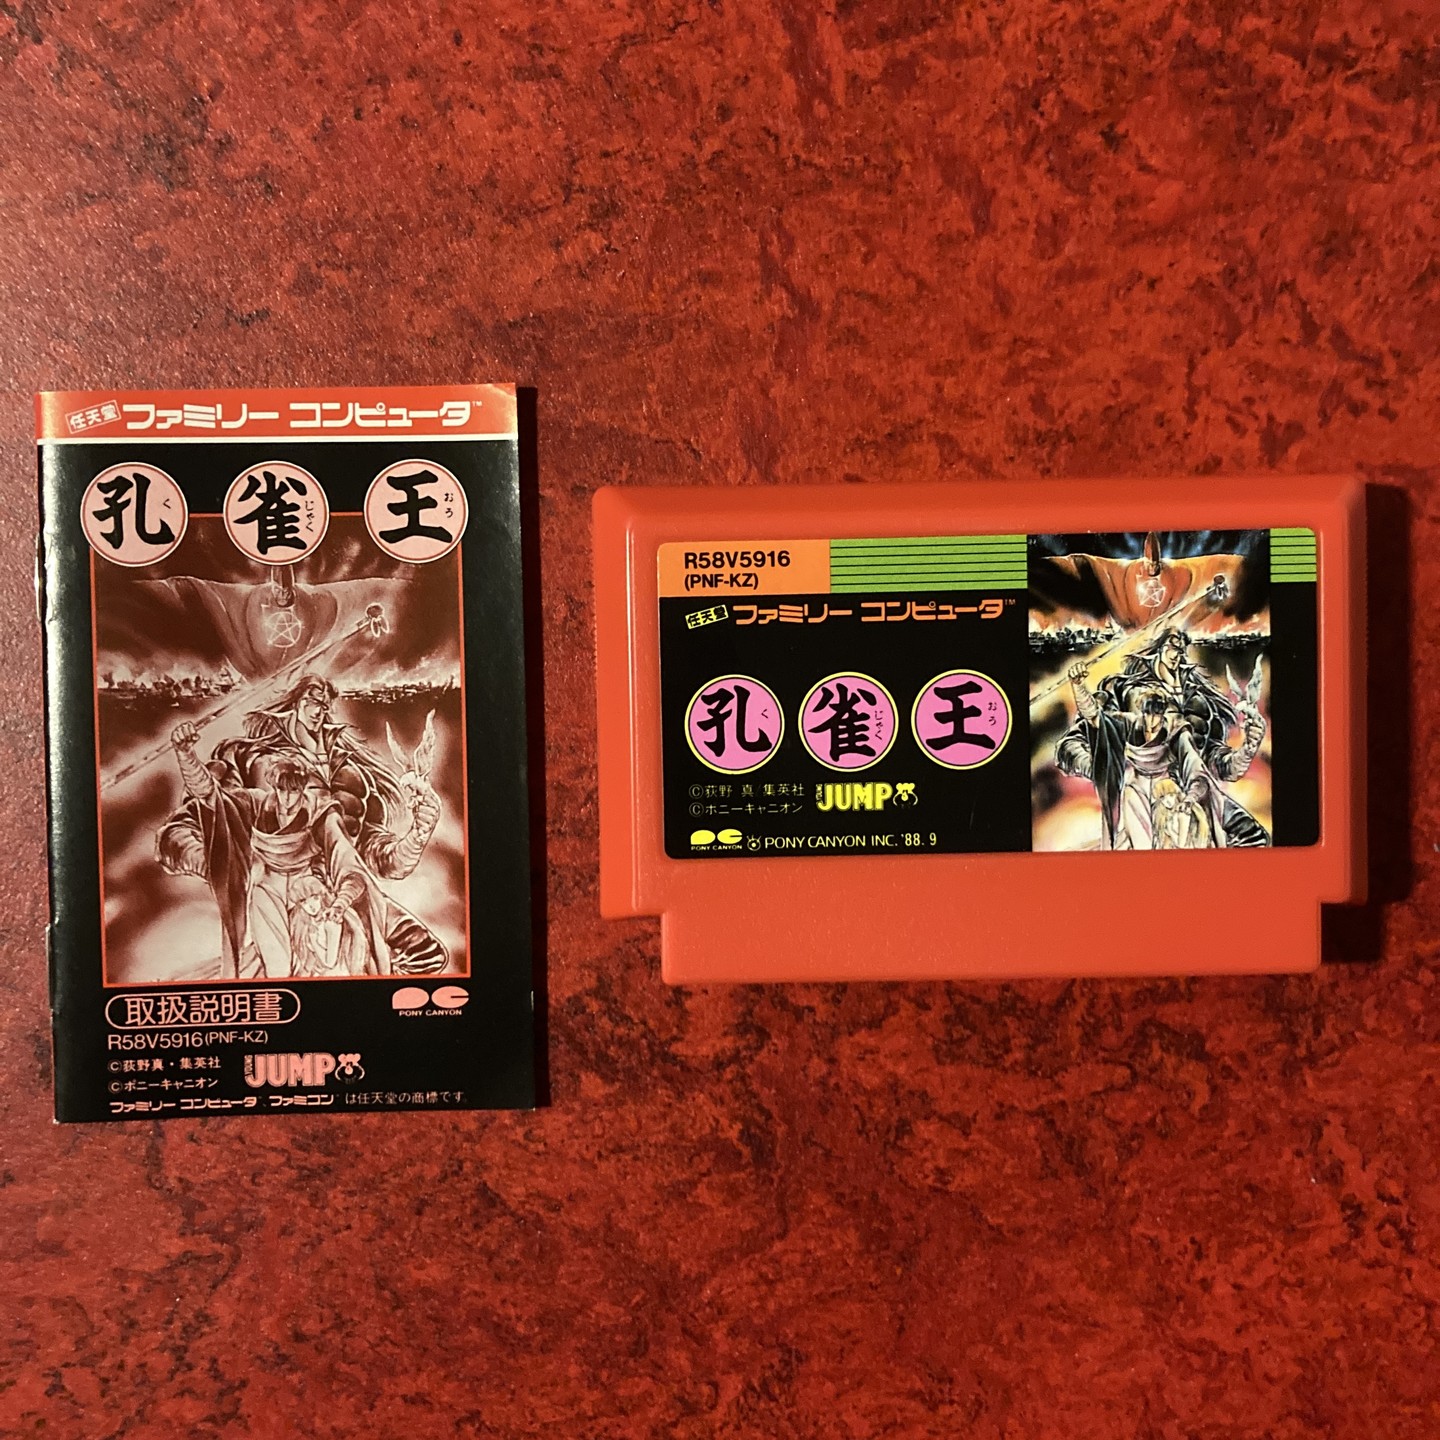 任天堂 ファミリー コンピュータ™
孔 雀 王
く じゃく おう
取扱説明書
PONY CANYON
R58V5916(PNF-KZ)
©荻野真・集英社
YOUNG JUMP
©ポニーキャニオン
ファミリー コンピュータ、ファミコン は任天堂の商標です。
R58V5916
(PNF-KZ)
任天堂 ファミリー コンピュータ™
孔 雀 王
く じゃく おう
©荻野 真/集英社
©ポニーキャニオン
YOUNG JUMP
PONY CANYON
PONY CANYON INC. '88. 9